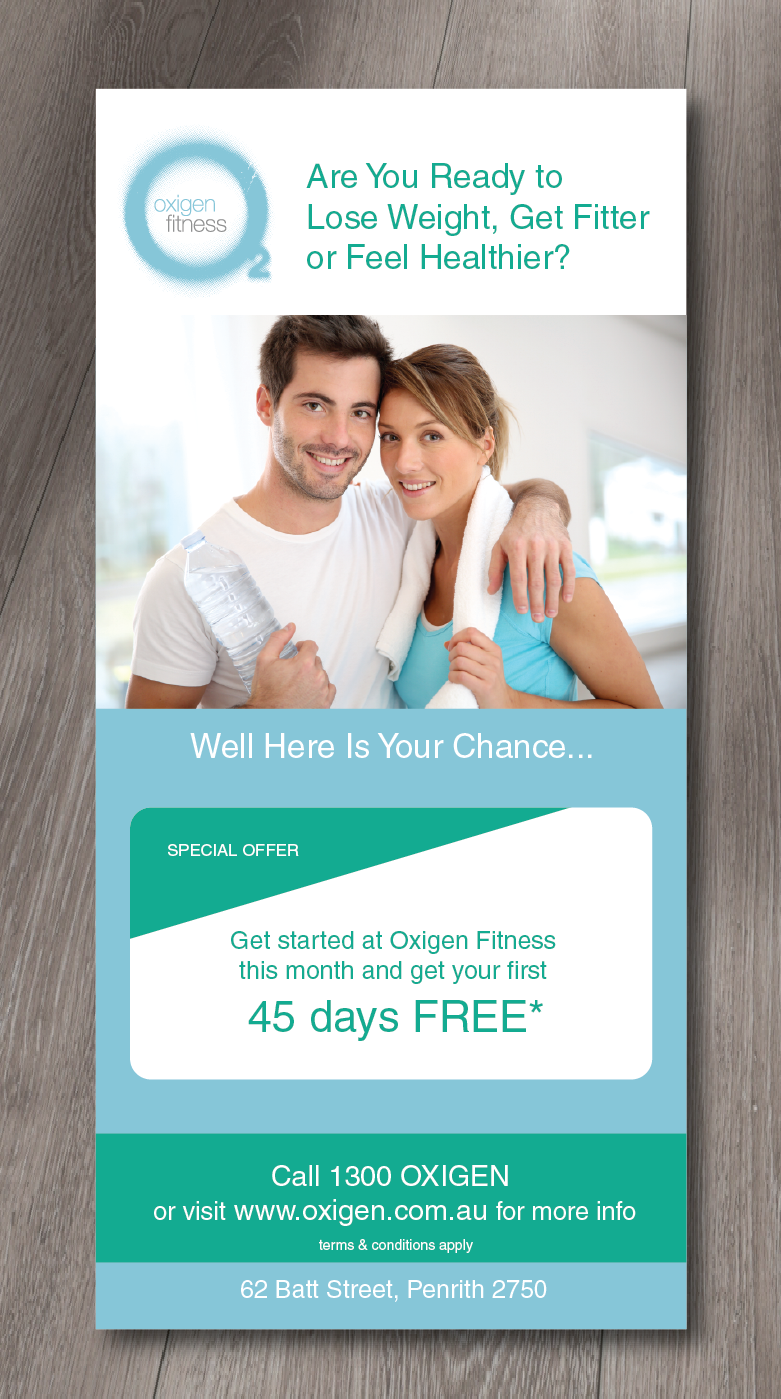 oxigen
fitness
2
Are You Ready to
Lose Weight, Get Fitter
or Feel Healthier?
Well Here Is Your Chance...
SPECIAL OFFER
Get started at Oxigen Fitness
this month and get your first
45 days FREE*
Call 1300 OXIGEN
or visit www.oxigen.com.au for more info
terms & conditions apply
62 Batt Street, Penrith 2750